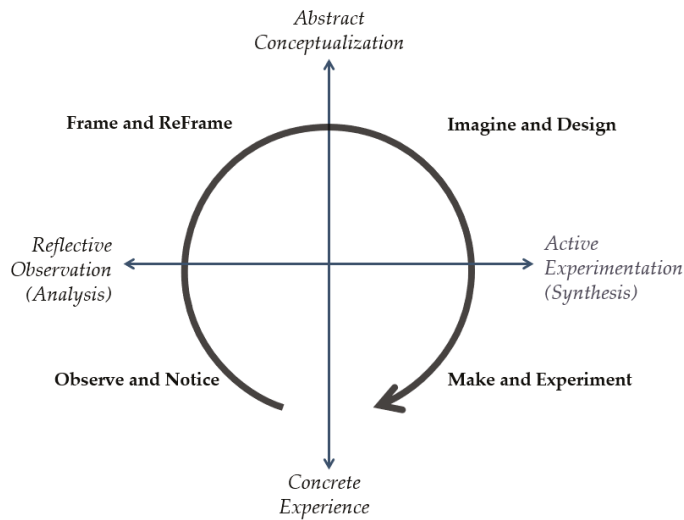 Abstract
Conceptualization
Frame and ReFrame
Imagine and Design
Reflective
Observation
(Analysis)
Active
Experimentation
(Synthesis)
Observe and Notice
Make and Experiment
Concrete
Experience